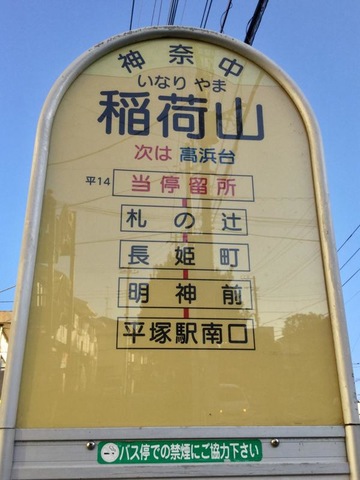 神奈中
いなり やま
稲荷山
次は 高浜台
平14 当停留所
札の辻
長姫町
明神前
平塚駅南口
バス停での禁煙にご協力下さい